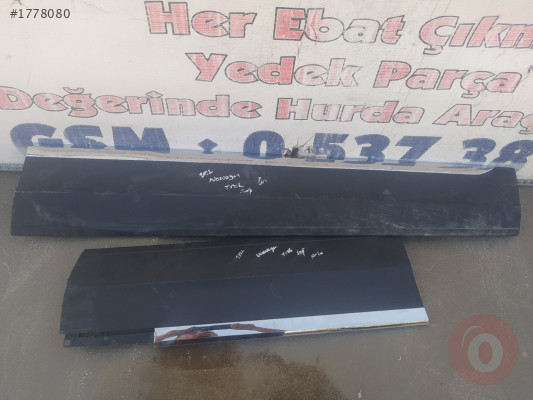 #1778080
Her Ebat Çıkm
Yedek Parça
Değerinde Hurda Araç
GSM : 0.537 38